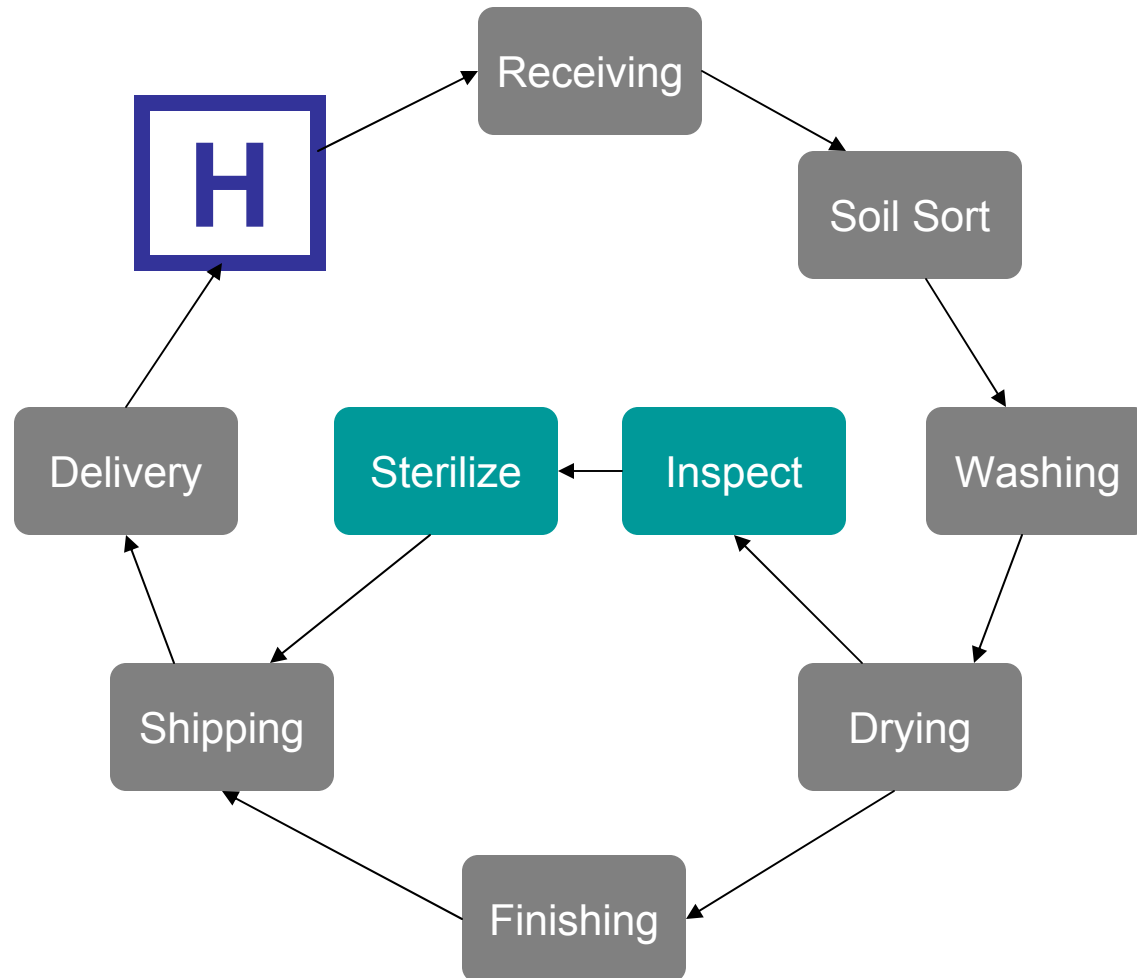 Receiving
H
Soil Sort
Delivery
Sterilize
Inspect
Washing
Shipping
Drying
Finishing